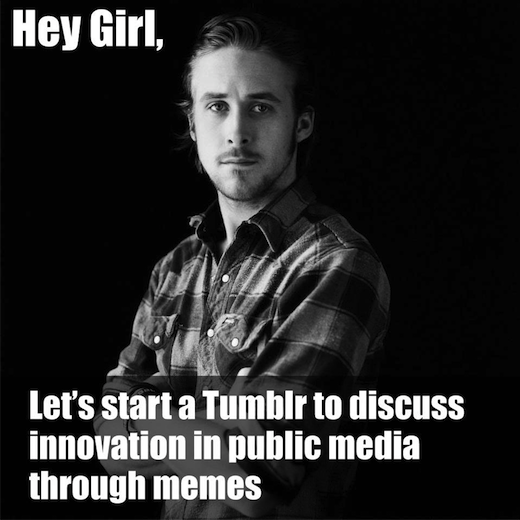 Hey Girl,
Let's start a Tumblr to discuss
innovation in public media
through memes